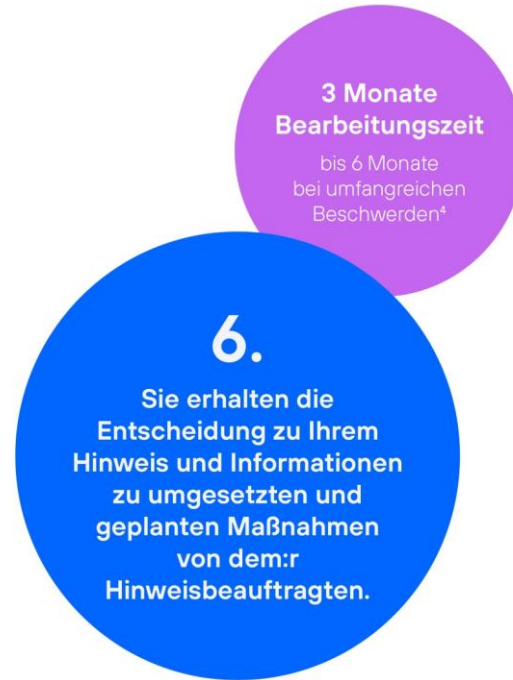 3 Monate
Bearbeitungszeit
bis 6 Monate
bei umfangreichen
Beschwerden⁴
6.
Sie erhalten die
Entscheidung zu Ihrem
Hinweis und Informationen
zu umgesetzten und
geplanten Maßnahmen
von dem:r
Hinweisbeauftragten.